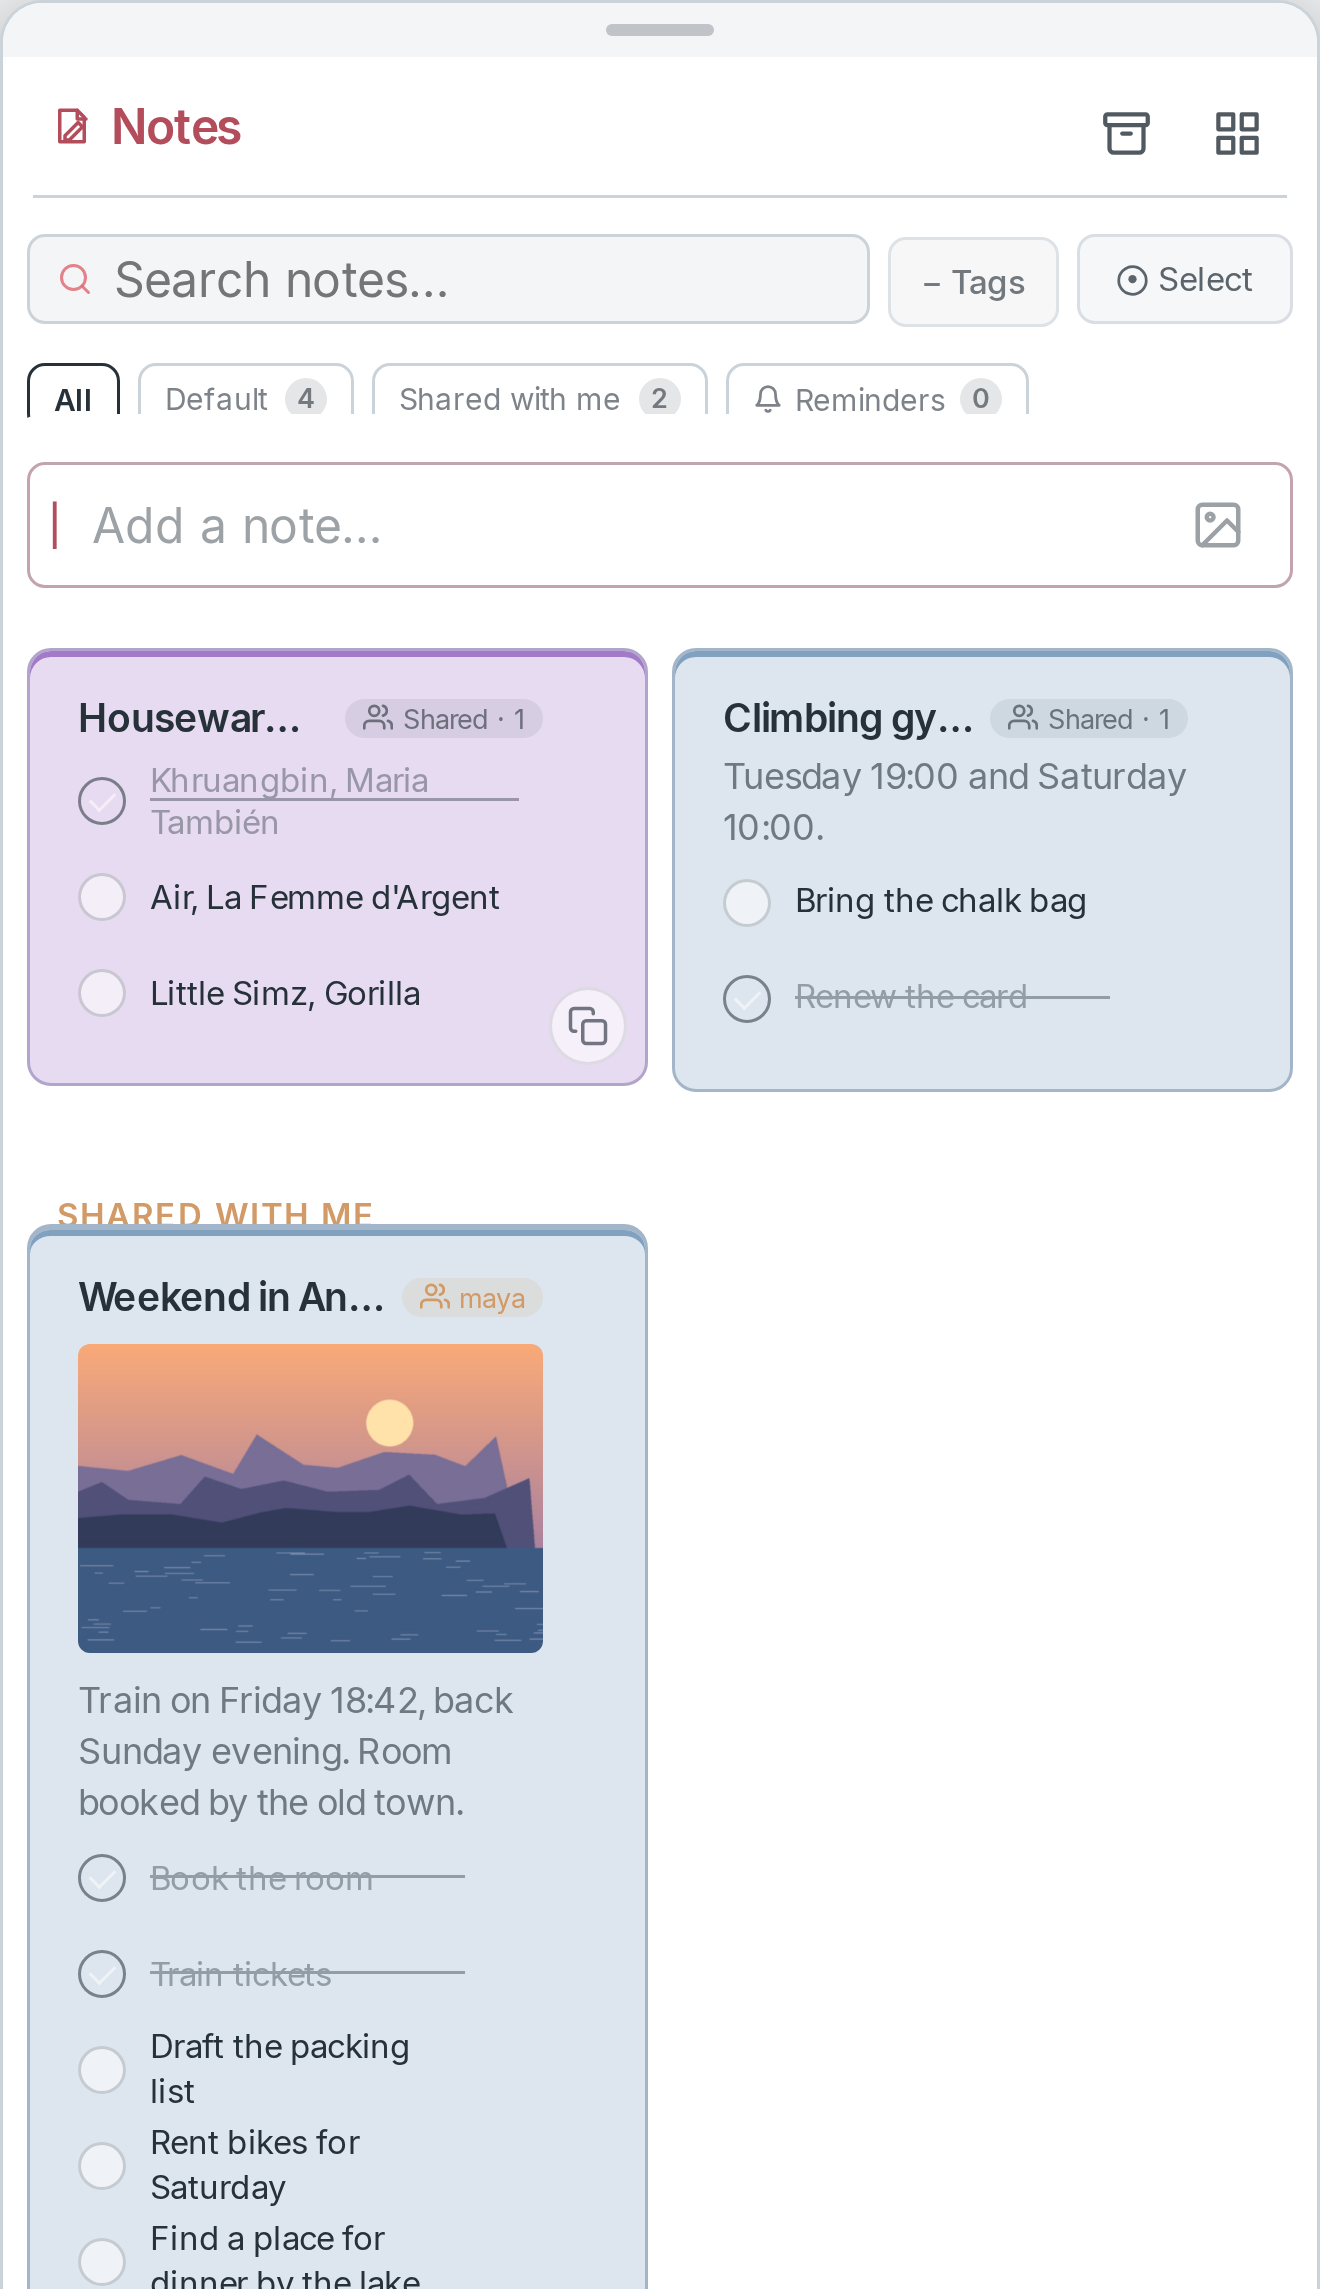 Notes
Search notes...
– Tags
Select
All
Default 4
Shared with me 2
Reminders 0
Add a note...
Housewar...
Shared · 1
Khruangbin, Maria
También
Air, La Femme d'Argent
Little Simz, Gorilla
Climbing gy...
Shared · 1
Tuesday 19:00 and Saturday
10:00.
Bring the chalk bag
Renew the card
SHARED WITH ME
Weekend in An...
maya
Train on Friday 18:42, back
Sunday evening. Room
booked by the old town.
Book the room
Train tickets
Draft the packing
list
Rent bikes for
Saturday
Find a place for
dinner by the lake